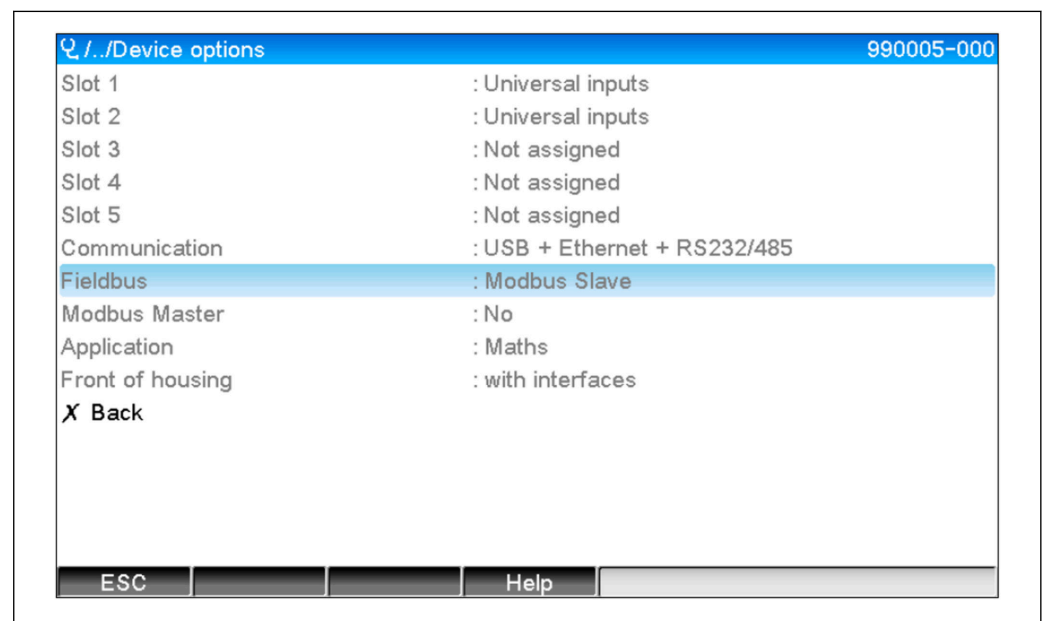 /../Device options 990005-000
Slot 1 : Universal inputs
Slot 2 : Universal inputs
Slot 3 : Not assigned
Slot 4 : Not assigned
Slot 5 : Not assigned
Communication : USB + Ethernet + RS232/485
Fieldbus : Modbus Slave
Modbus Master : No
Application : Maths
Front of housing : with interfaces
X Back
ESC Help